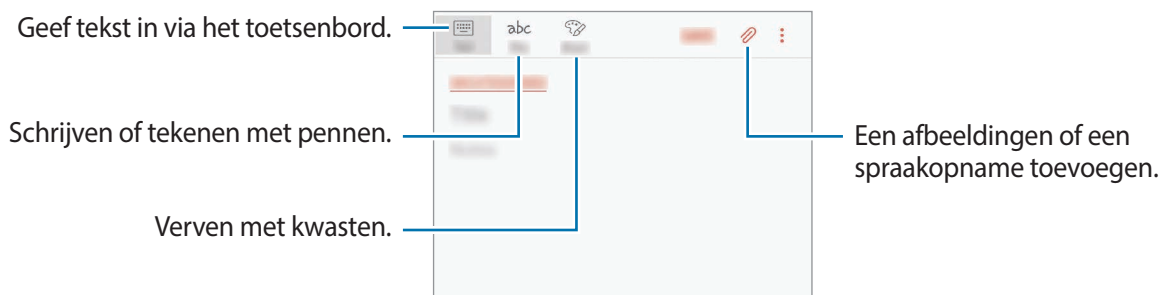 Geef tekst in via het toetsenbord.
abc
Schrijven of tekenen met pennen.
Een afbeeldingen of een
spraakopname toevoegen.
Verven met kwasten.